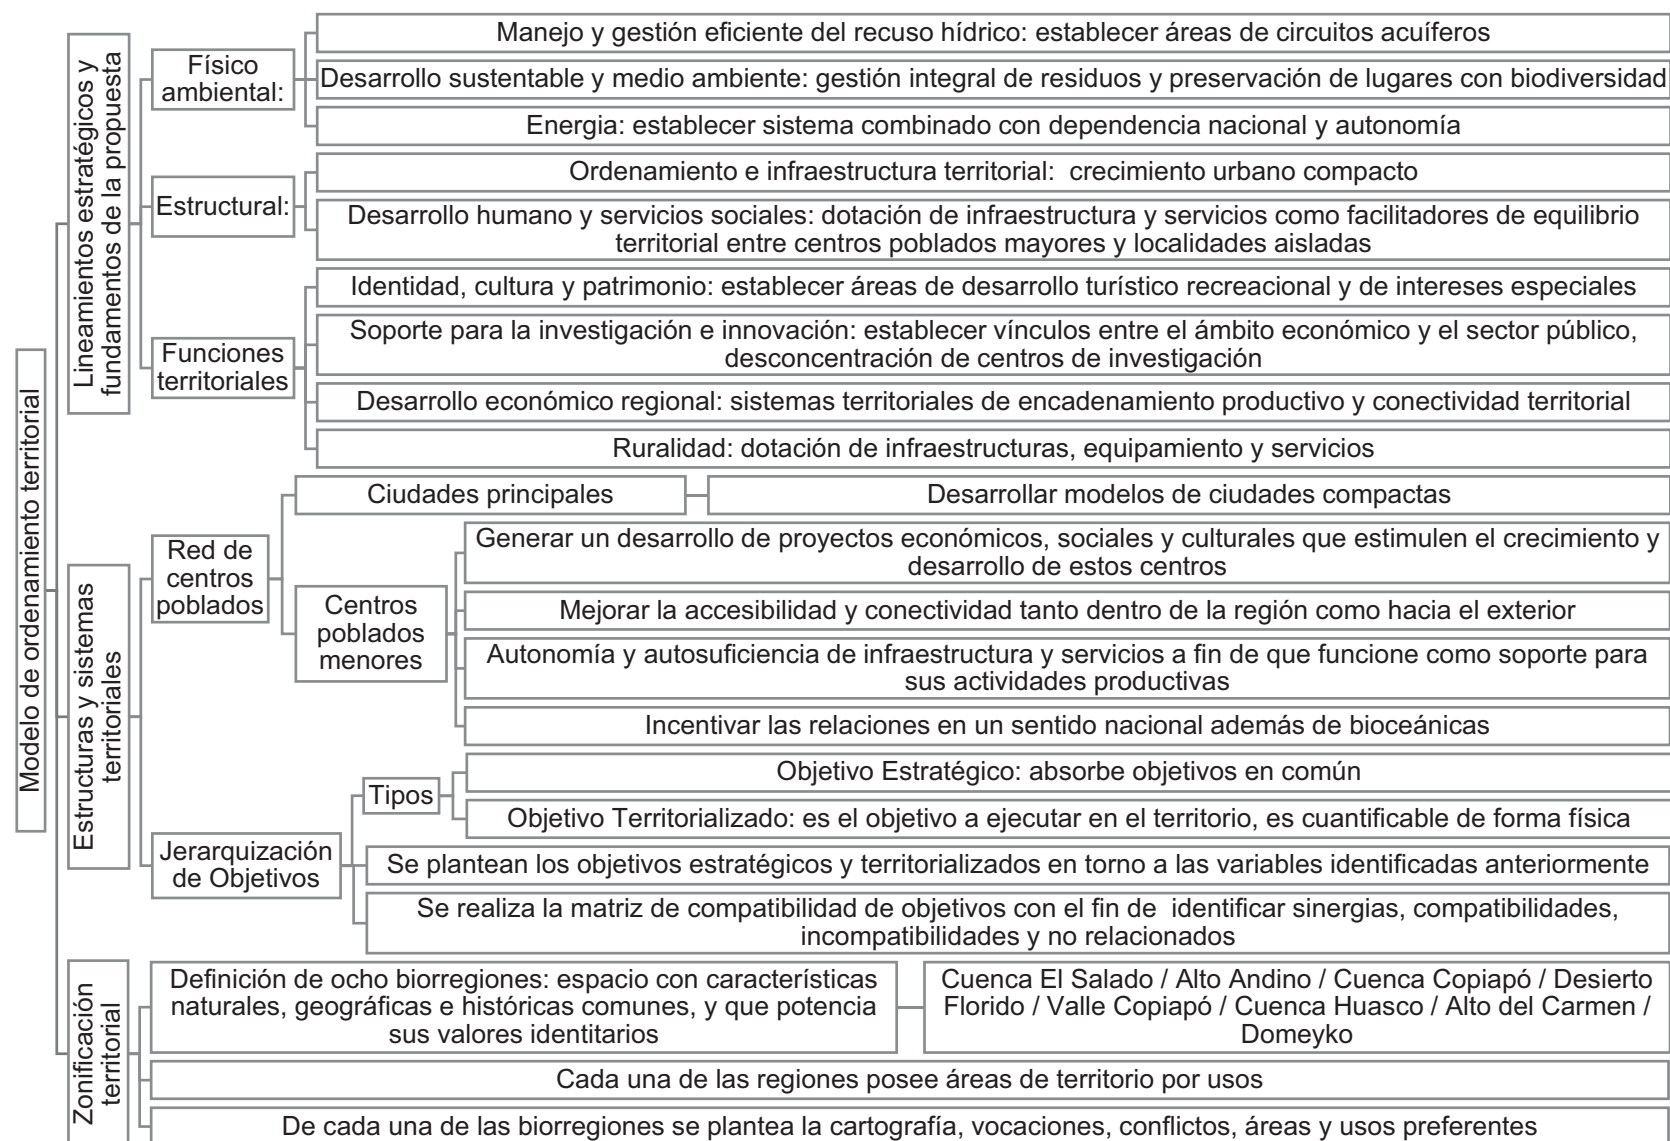 Modelo de ordenamiento territorial
Lineamientos estratégicos y
fundamentos de la propuesta
Físico
ambiental:
Manejo y gestión eficiente del recuso hídrico: establecer áreas de circuitos acuíferos
Desarrollo sustentable y medio ambiente: gestión integral de residuos y preservación de lugares con biodiversidad
Energia: establecer sistema combinado con dependencia nacional y autonomía
Estructural:
Ordenamiento e infraestructura territorial: crecimiento urbano compacto
Desarrollo humano y servicios sociales: dotación de infraestructura y servicios como facilitadores de equilibrio
territorial entre centros poblados mayores y localidades aisladas
Funciones
territoriales
Identidad, cultura y patrimonio: establecer áreas de desarrollo turístico recreacional y de intereses especiales
Soporte para la investigación e innovación: establecer vínculos entre el ámbito económico y el sector público,
desconcentración de centros de investigación
Desarrollo económico regional: sistemas territoriales de encadenamiento productivo y conectividad territorial
Ruralidad: dotación de infraestructuras, equipamiento y servicios
Estructuras y sistemas
territoriales
Red de
centros
poblados
Ciudades principales
Desarrollar modelos de ciudades compactas
Centros
poblados
menores
Generar un desarrollo de proyectos económicos, sociales y culturales que estimulen el crecimiento y
desarrollo de estos centros
Mejorar la accesibilidad y conectividad tanto dentro de la región como hacia el exterior
Autonomía y autosuficiencia de infraestructura y servicios a fin de que funcione como soporte para
sus actividades productivas
Incentivar las relaciones en un sentido nacional además de bioceánicas
Jerarquización
de Objetivos
Tipos
Objetivo Estratégico: absorbe objetivos en común
Objetivo Territorializado: es el objetivo a ejecutar en el territorio, es cuantificable de forma física
Se plantean los objetivos estratégicos y territorializados en torno a las variables identificadas anteriormente
Se realiza la matriz de compatibilidad de objetivos con el fin de identificar sinergias, compatibilidades,
incompatibilidades y no relacionados
Zonificación
territorial
Definición de ocho biorregiones: espacio con características
naturales, geográficas e históricas comunes, y que potencia
sus valores identitarios
Cuenca El Salado / Alto Andino / Cuenca Copiapó / Desierto
Florido / Valle Copiapó / Cuenca Huasco / Alto del Carmen /
Domeyko
Cada una de las regiones posee áreas de territorio por usos
De cada una de las biorregiones se plantea la cartografía, vocaciones, conflictos, áreas y usos preferentes